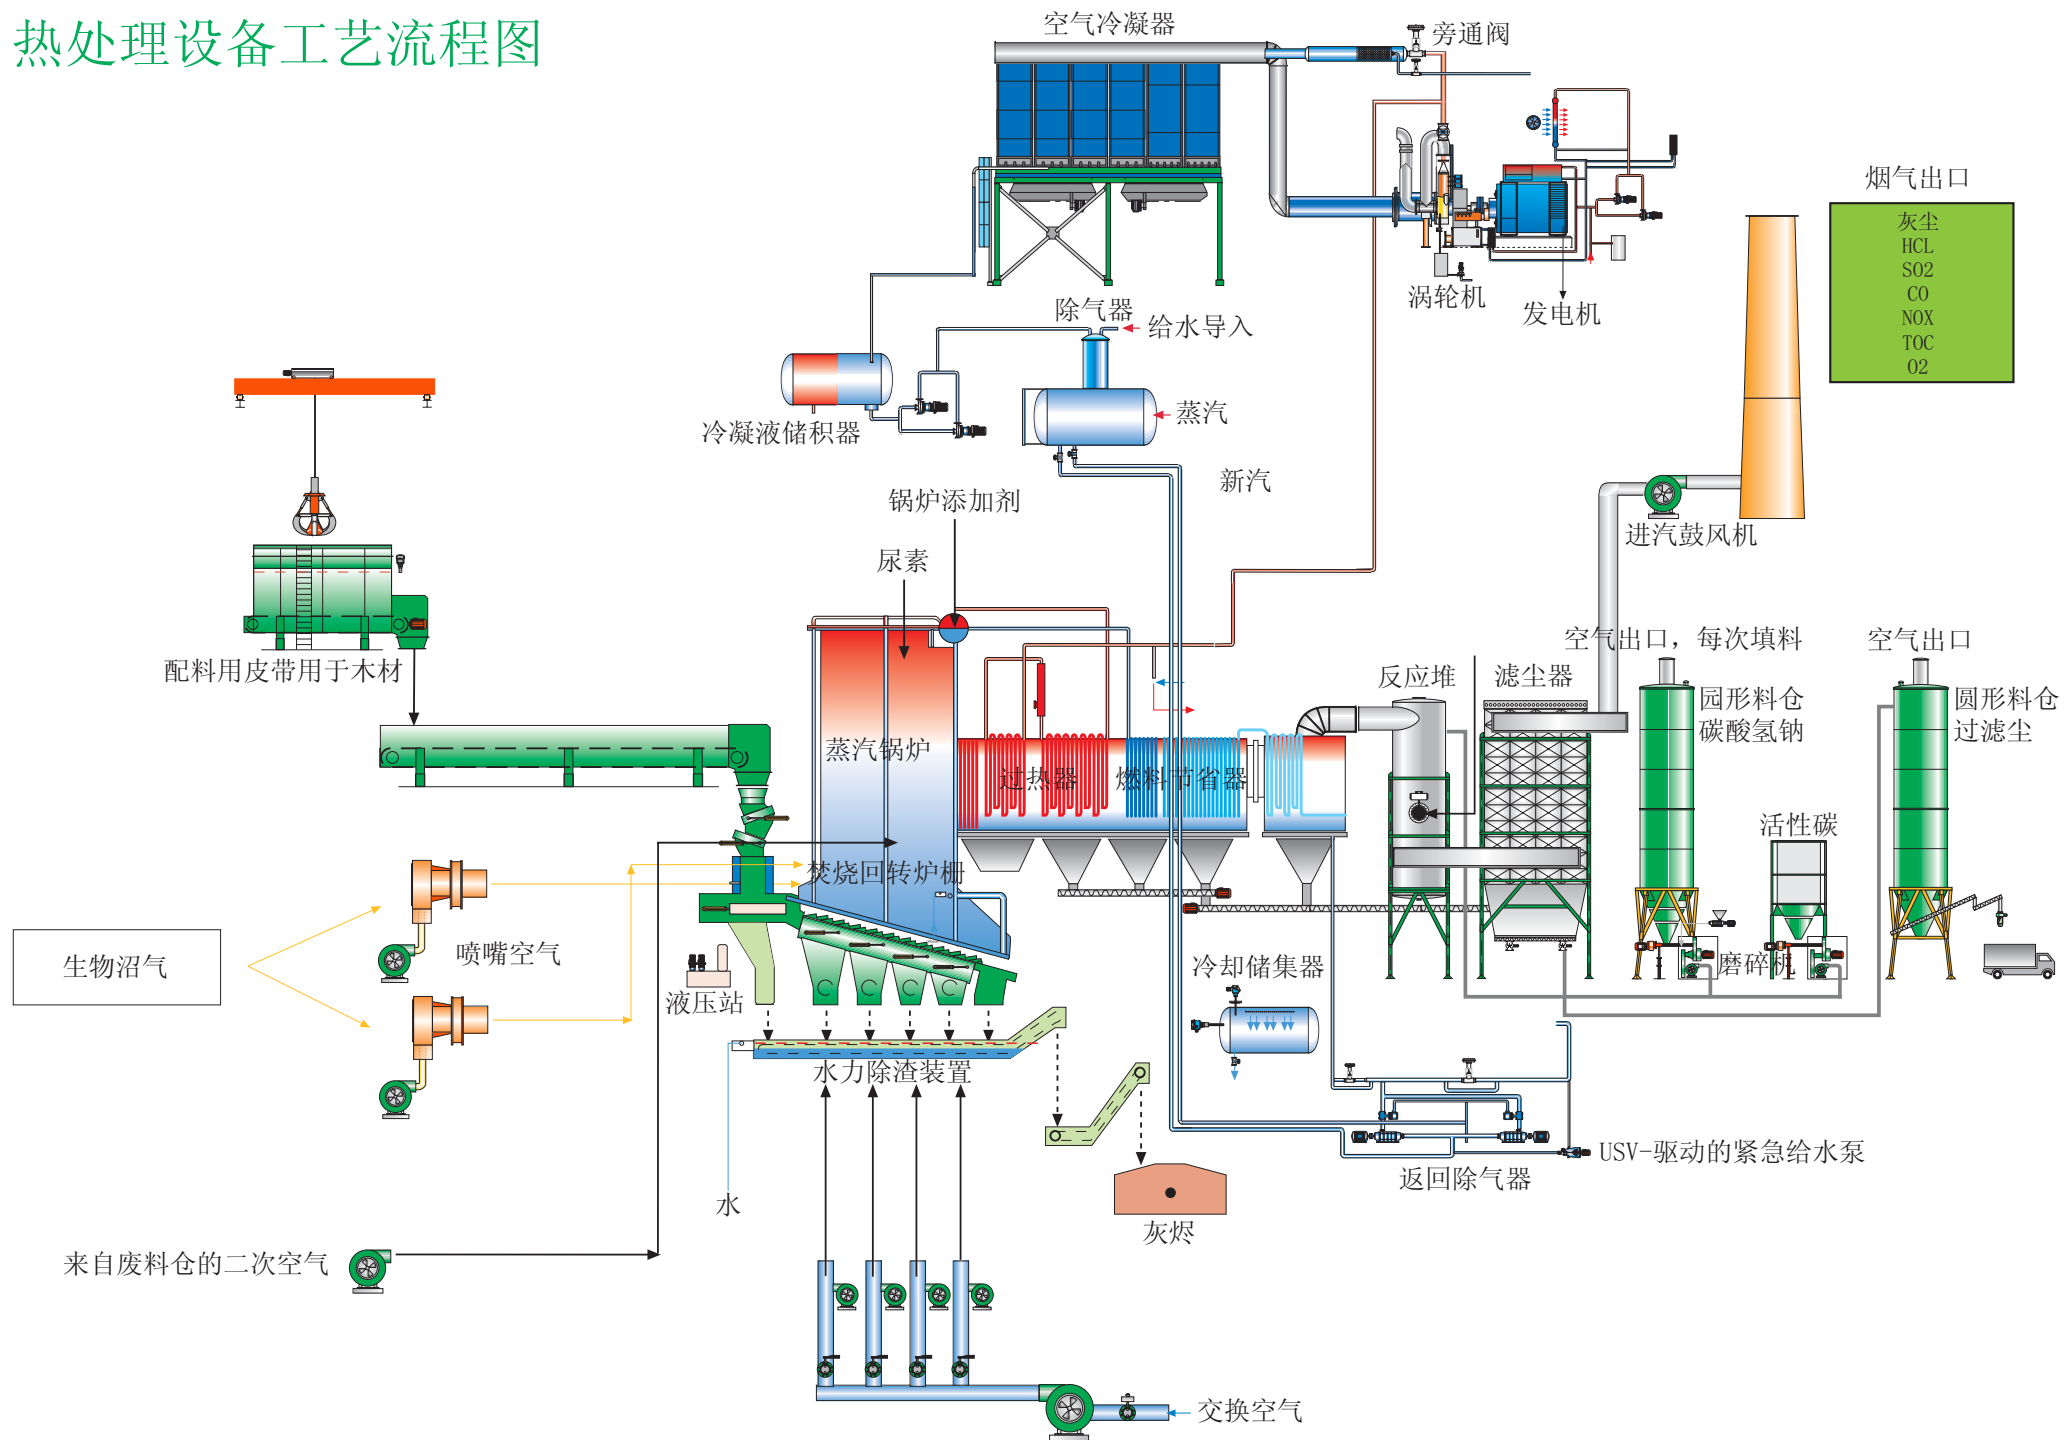 热处理设备工艺流程图
空气冷凝器
旁通阀
烟气出口
灰尘
HCL
SO2
CO
NOX
TOC
O2
涡轮机
发电机
除气器
给水导入
蒸汽
冷凝液储积器
新汽
锅炉添加剂
尿素
进汽鼓风机
配料用皮带用于木材
空气出口，每次填料
空气出口
反应堆
滤尘器
园形料仓
碳酸氢钠
圆形料仓
过滤尘
蒸汽锅炉
过热器
燃料节省器
活性碳
焚烧回转炉栅
喷嘴空气
生物沼气
液压站
冷却储集器
磨碎机
水力除渣装置
USV-驱动的紧急给水泵
返回除气器
水
灰烬
来自废料仓的二次空气
交换空气